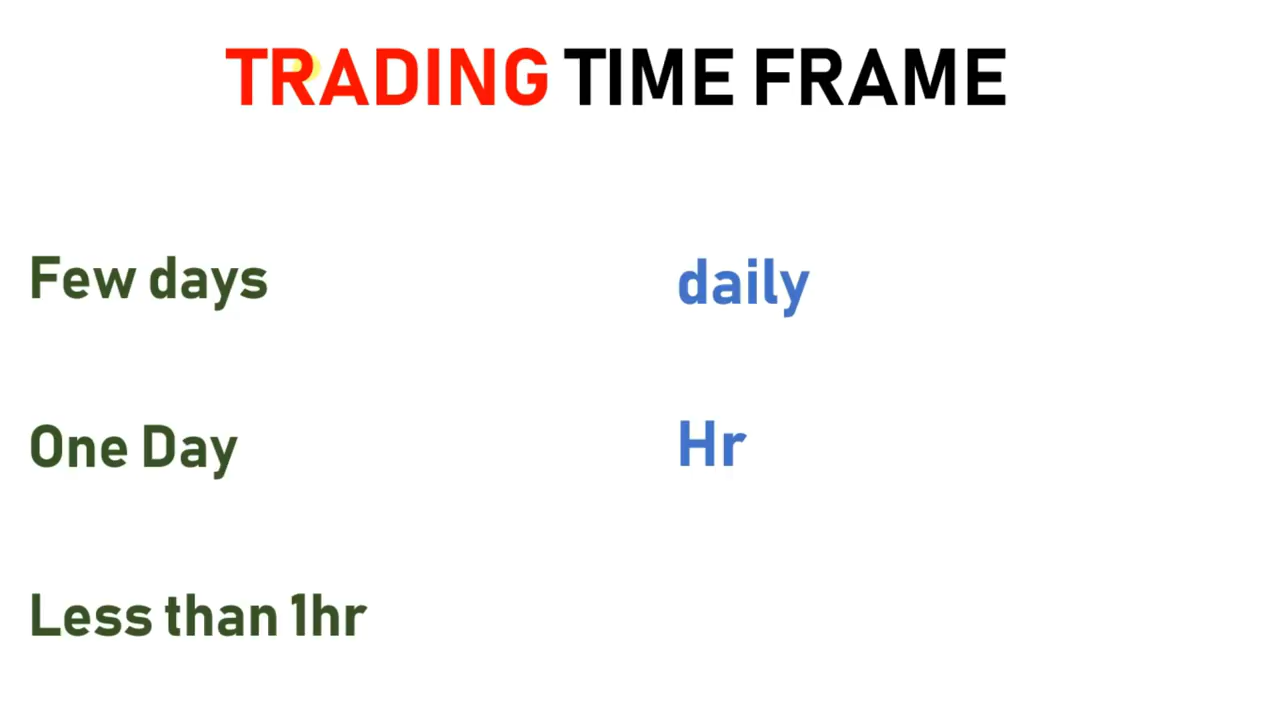 TRADING TIME FRAME
Few days daily
One Day Hr
Less than 1hr